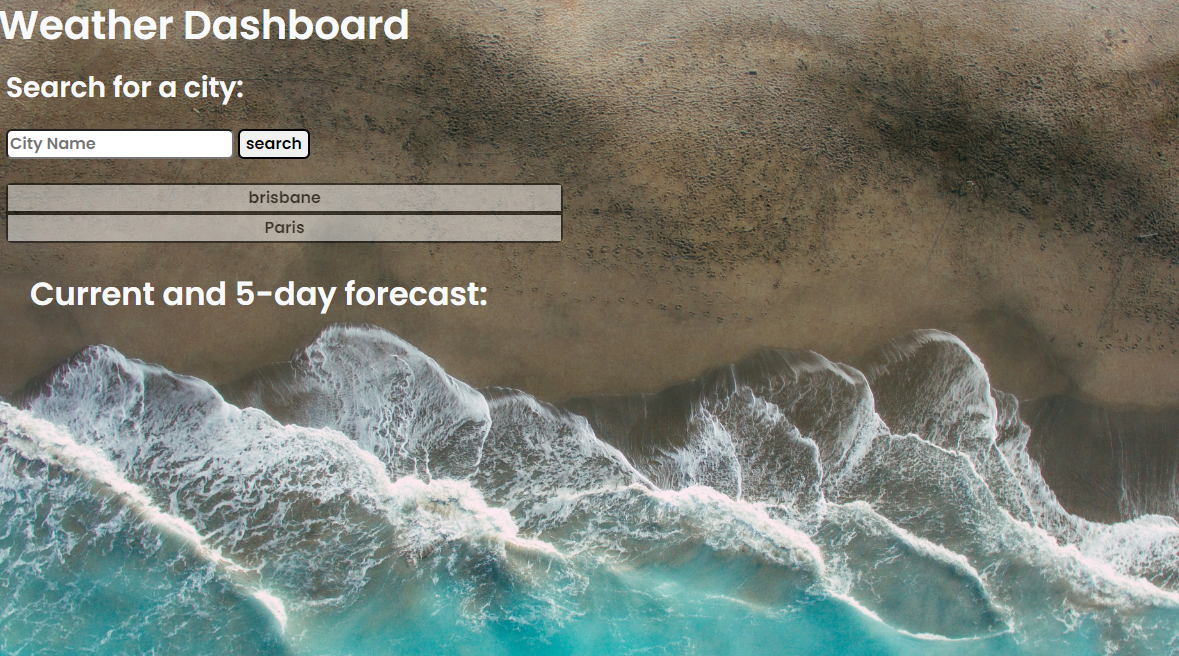 Weather Dashboard
Search for a city:
City Name
search
brisbane
Paris
Current and 5-day forecast: